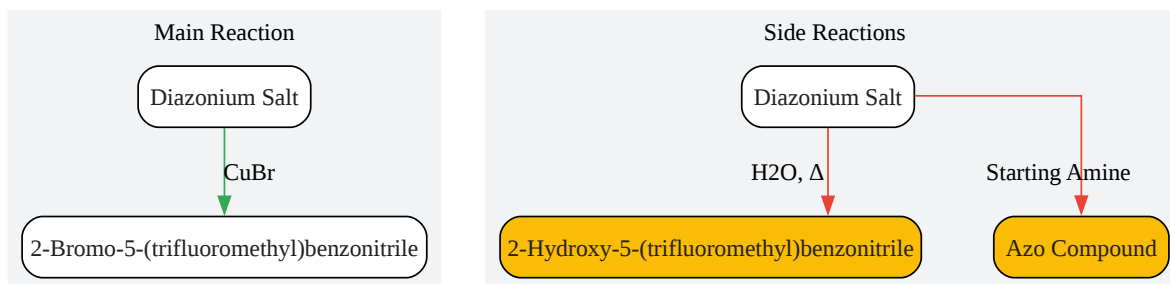 Main Reaction
Diazonium Salt
CuBr
2-Bromo-5-(trifluoromethyl)benzonitrile
Side Reactions
Diazonium Salt
H2O, Δ
Starting Amine
2-Hydroxy-5-(trifluoromethyl)benzonitrile
Azo Compound